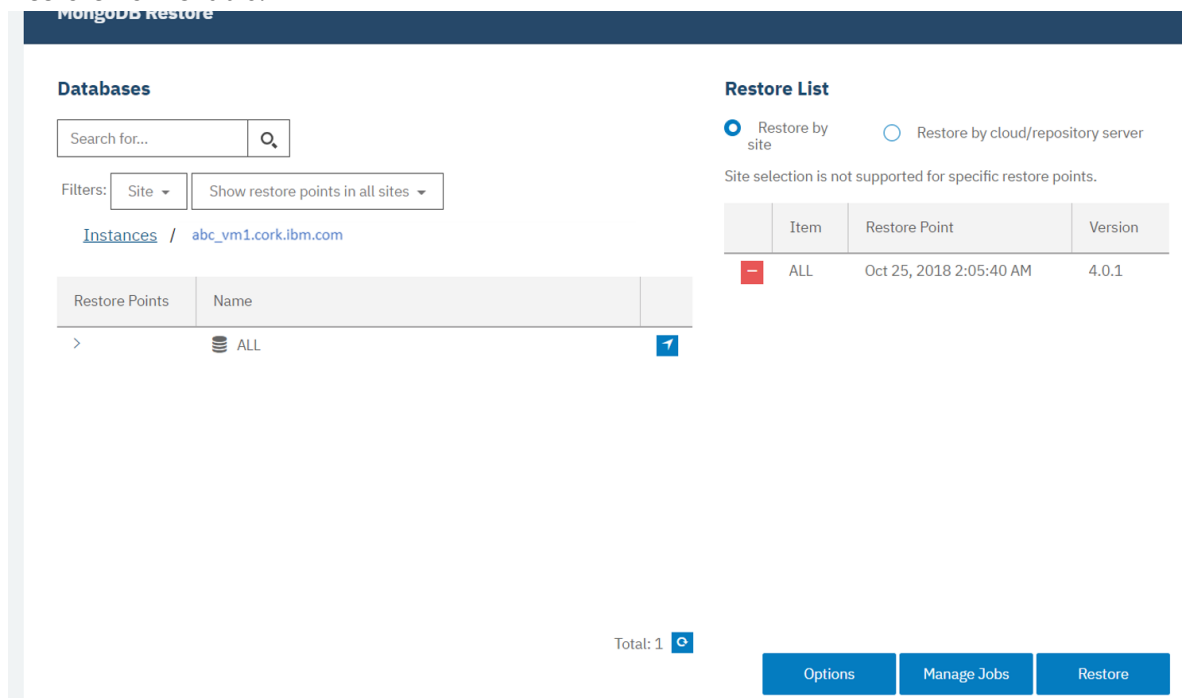 MongoDB Restore
Databases
Search for...
Filters:
Site
Show restore points in all sites
Instances / abc_vm1.cork.ibm.com
Restore Points
Name
ALL
Total: 1
Restore List
Restore by
site
Restore by cloud/repository server
Site selection is not supported for specific restore points.
Item
Restore Point
Version
ALL
Oct 25, 2018 2:05:40 AM
4.0.1
Options
Manage Jobs
Restore